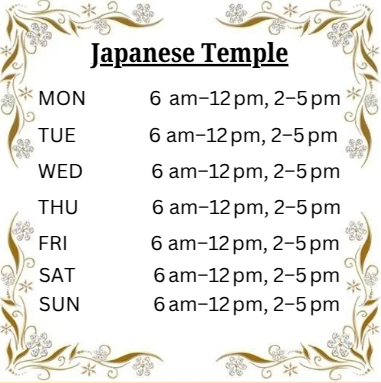 Japanese Temple
MON 6 am–12 pm, 2–5 pm
TUE 6 am–12 pm, 2–5 pm
WED 6 am–12 pm, 2–5 pm
THU 6 am–12 pm, 2–5 pm
FRI 6 am–12 pm, 2–5 pm
SAT 6 am–12 pm, 2–5 pm
SUN 6 am–12 pm, 2–5 pm